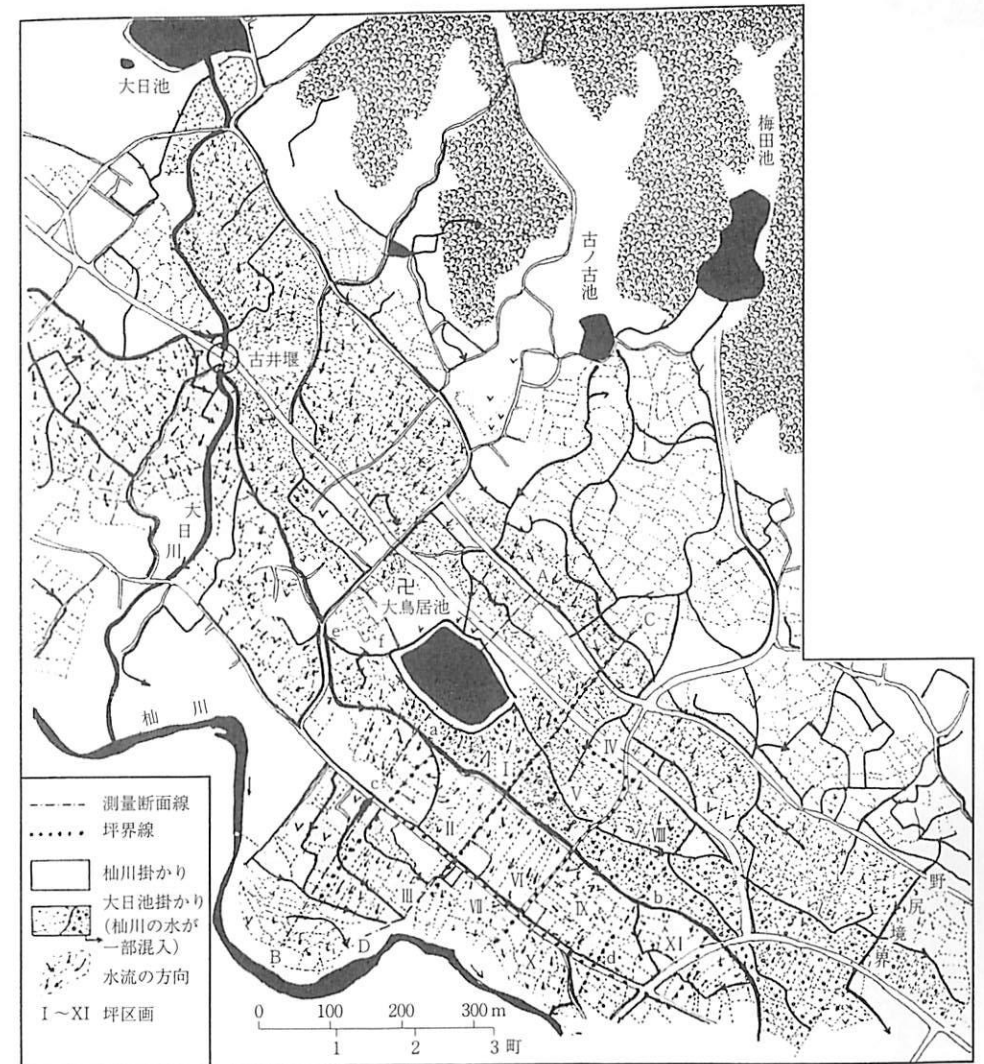 大日池
梅田池
古ノ古池
古井堰
大日川
A
卍
大鳥居池
C
杣川
I
IV
V
c
II
VIII
III
VII
VI
IX
b
XI
X
d
B
D
野尻境界
測量断面線
坪界線
杣川掛かり
大日池掛かり
(杣川の水が
一部混入)
水流の方向
I〜XI 坪区画
0 100 200 300m
1 2 3町